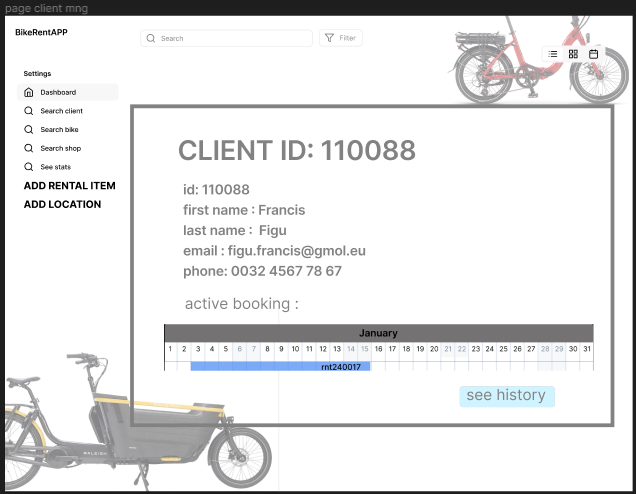 page client mng
BikeRentAPP
Search
Filter
Settings
Dashboard
Search client
Search bike
Search shop
See stats
ADD RENTAL ITEM
ADD LOCATION
CLIENT ID: 110088
id: 110088
first name : Francis
last name : Figu
email : figu.francis@gmol.eu
phone: 0032 4567 78 67
active booking :
January
1 2 3 4 5 6 7 8 9 10 11 12 13 14 15 16 17 18 19 20 21 22 23 24 25 26 27 28 29 30 31
rnt240017
see history
RALEIGH